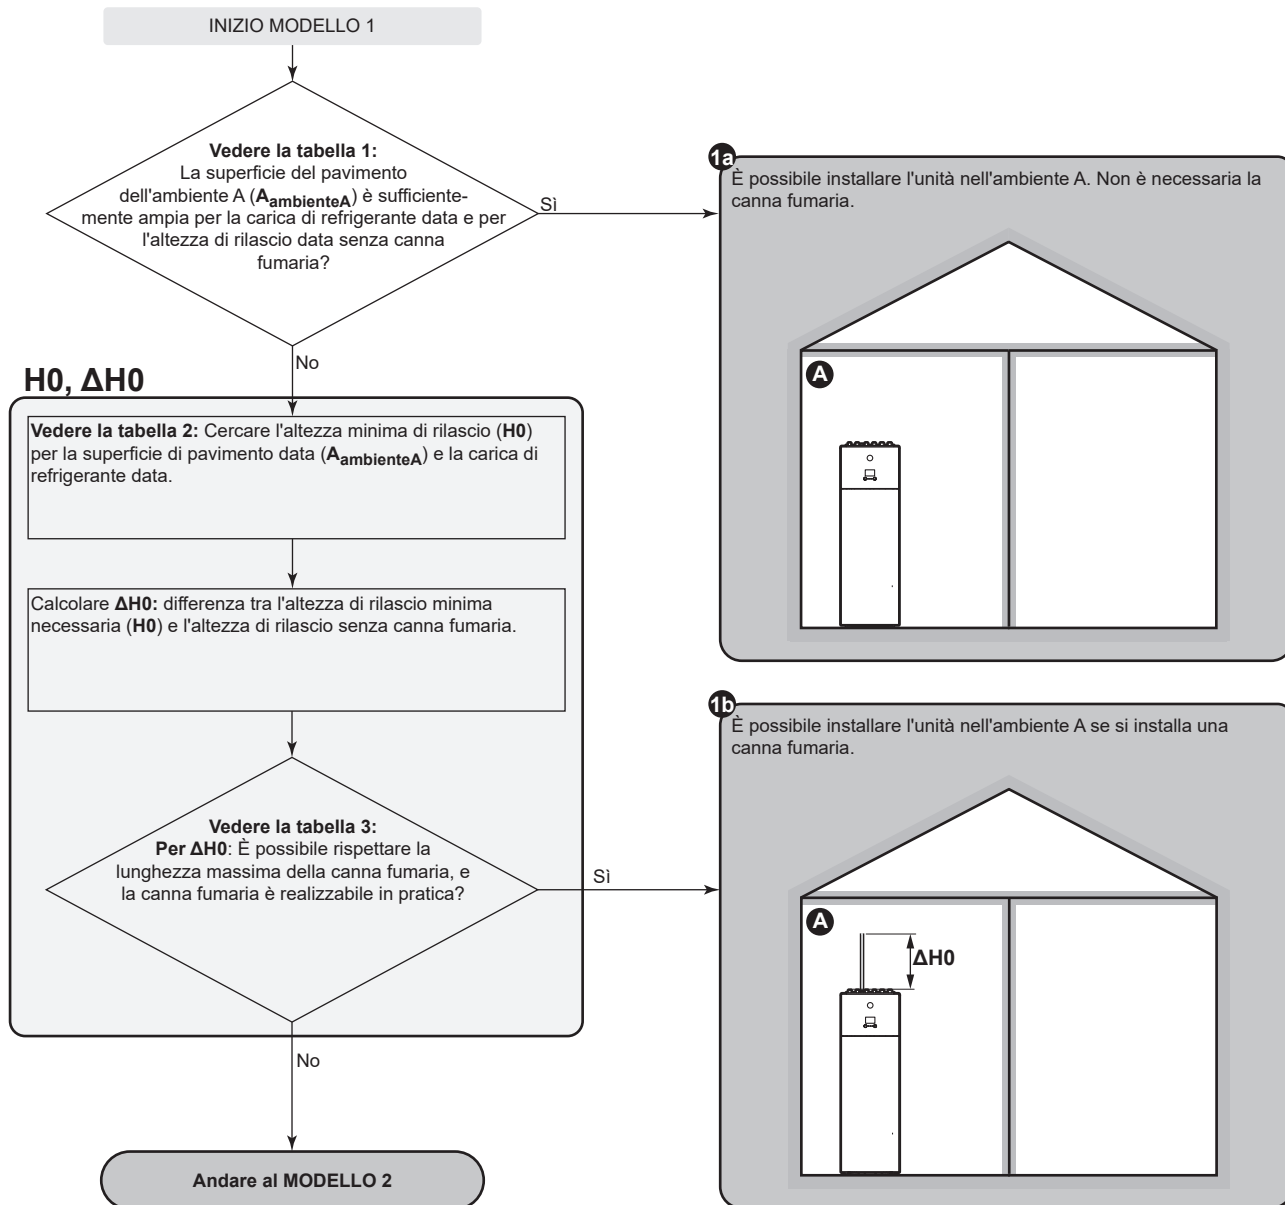 INIZIO MODELLO 1
Vedere la tabella 1:
La superficie del pavimento
dell'ambiente A (AambienteA) è sufficiente-
mente ampia per la carica di refrigerante data e per
l'altezza di rilascio data senza canna
fumaria?
Sì
No
1a
È possibile installare l'unità nell'ambiente A. Non è necessaria la
canna fumaria.
A
H0, ΔH0
Vedere la tabella 2: Cercare l'altezza minima di rilascio (H0)
per la superficie di pavimento data (AambienteA) e la carica di
refrigerante data.
Calcolare ΔH0: differenza tra l'altezza di rilascio minima
necessaria (H0) e l'altezza di rilascio senza canna fumaria.
Vedere la tabella 3:
Per ΔH0: È possibile rispettare la
lunghezza massima della canna fumaria, e
la canna fumaria è realizzabile in pratica?
Sì
No
1b
È possibile installare l'unità nell'ambiente A se si installa una
canna fumaria.
A
ΔH0
Andare al MODELLO 2